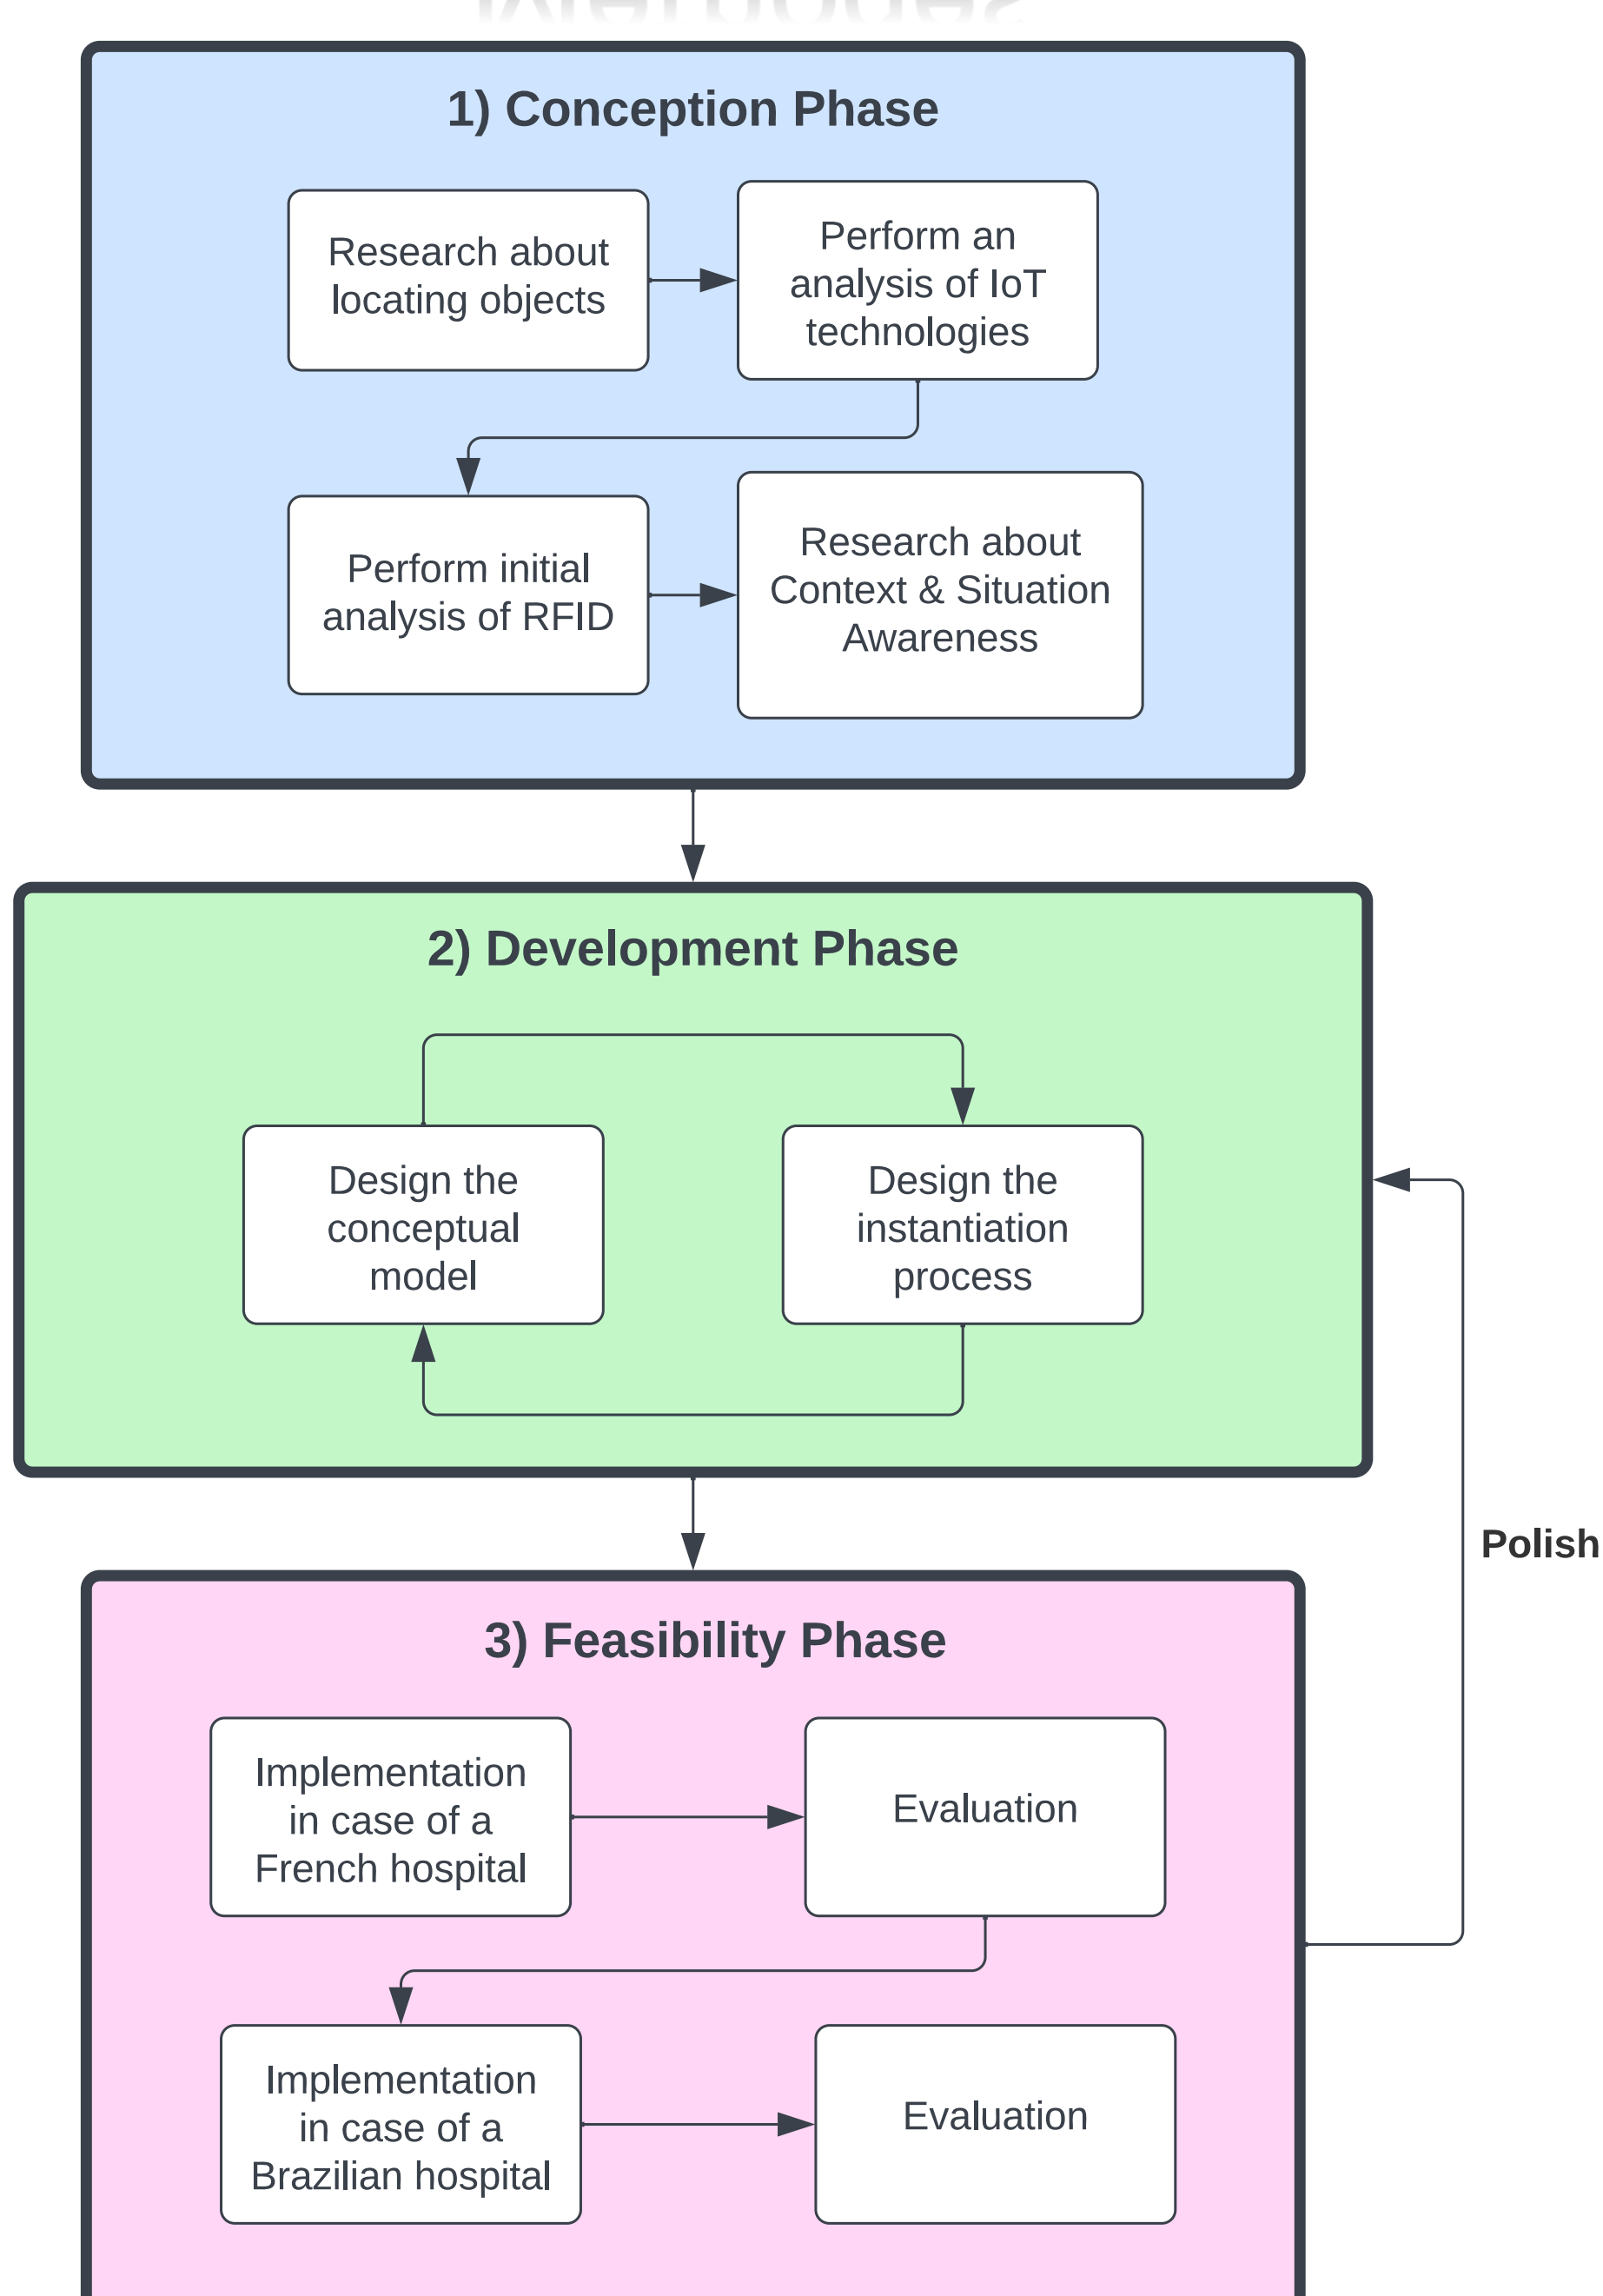 1) Conception Phase
Research about
locating objects
Perform an
analysis of IoT
technologies
Perform initial
analysis of RFID
Research about
Context & Situation
Awareness
2) Development Phase
Design the
conceptual
model
Design the
instantiation
process
Polish
3) Feasibility Phase
Implementation
in case of a
French hospital
Evaluation
Implementation
in case of a
Brazilian hospital
Evaluation